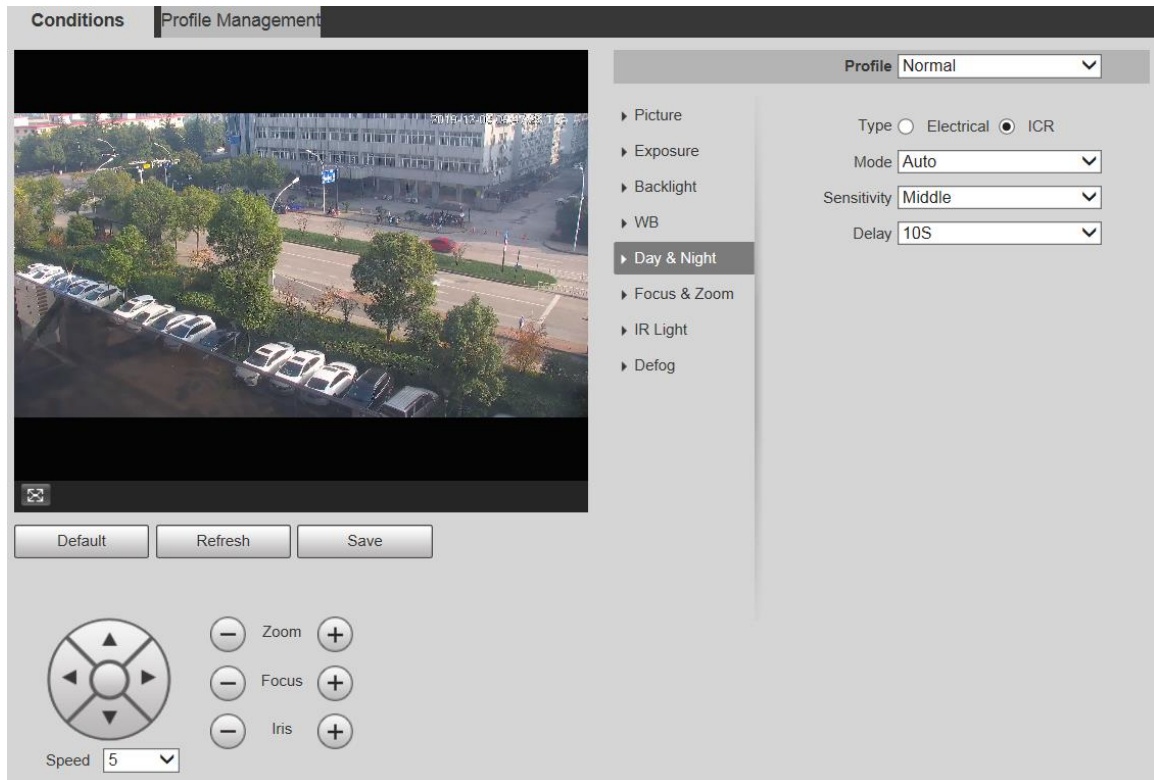 Conditions
Profile Management
Profile Normal
Picture
Exposure
Backlight
WB
Day & Night
Focus & Zoom
IR Light
Defog
Type Electrical ICR
Mode Auto
Sensitivity Middle
Delay 10S
Default Refresh Save
Zoom
Focus
Iris
Speed 5